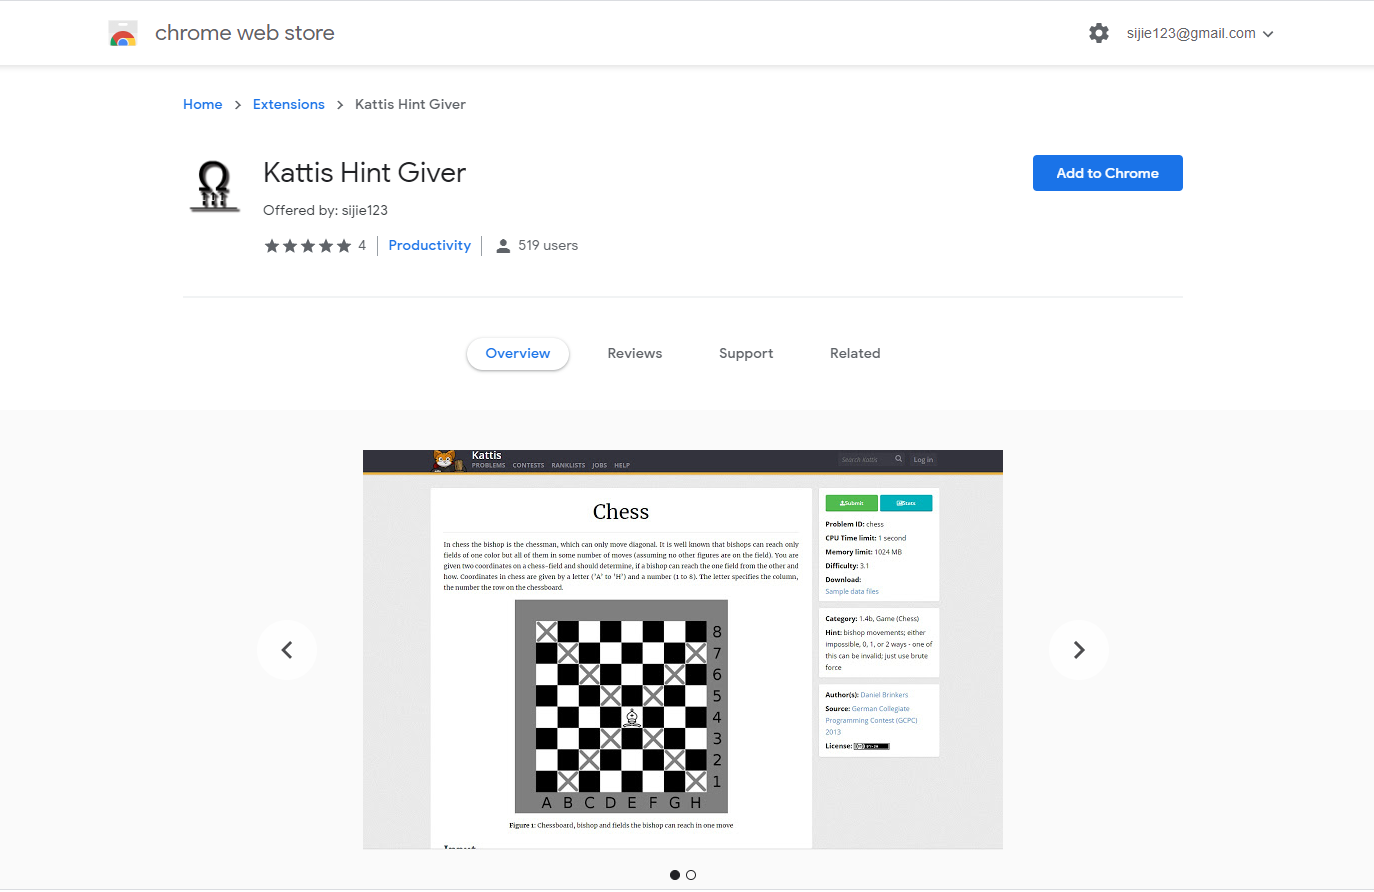 chrome web store
sijie123@gmail.com
Home > Extensions > Kattis Hint Giver
Kattis Hint Giver
Add to Chrome
Offered by: sijie123
4 Productivity 519 users
Overview Reviews Support Related
Kattis
PROBLEMS CONTESTS RANKLISTS JOBS HELP
Search Kattis
Log in
Chess
In chess the bishop is the chessman, which can only move diagonal. It is well known that bishops can reach only
fields of one color but all of them in some number of moves (assuming no other figures are on the field). You are
given two coordinates on a chess-field and should determine, if a bishop can reach the one field from the other and
how. Coordinates in chess are given by a letter ('A' to 'H') and a number (1 to 8). The letter specifies the column,
the number the row on the chessboard.
8
7
6
5
4
3
2
1
A B C D E F G H
Figure 1: Chessboard, bishop and fields the bishop can reach in one move
Input
Submit Stats
Problem ID: chess
CPU Time limit: 1 second
Memory limit: 1024 MB
Difficulty: 3.1
Download:
Sample data files
Category: 1.4b, Game (Chess)
Hint: bishop movements; either
impossible, 0, 1, or 2 ways - one of
this can be invalid; just use brute
force
Author(s): Daniel Brinkers
Source: German Collegiate
Programming Contest (GCPC)
2013
License: